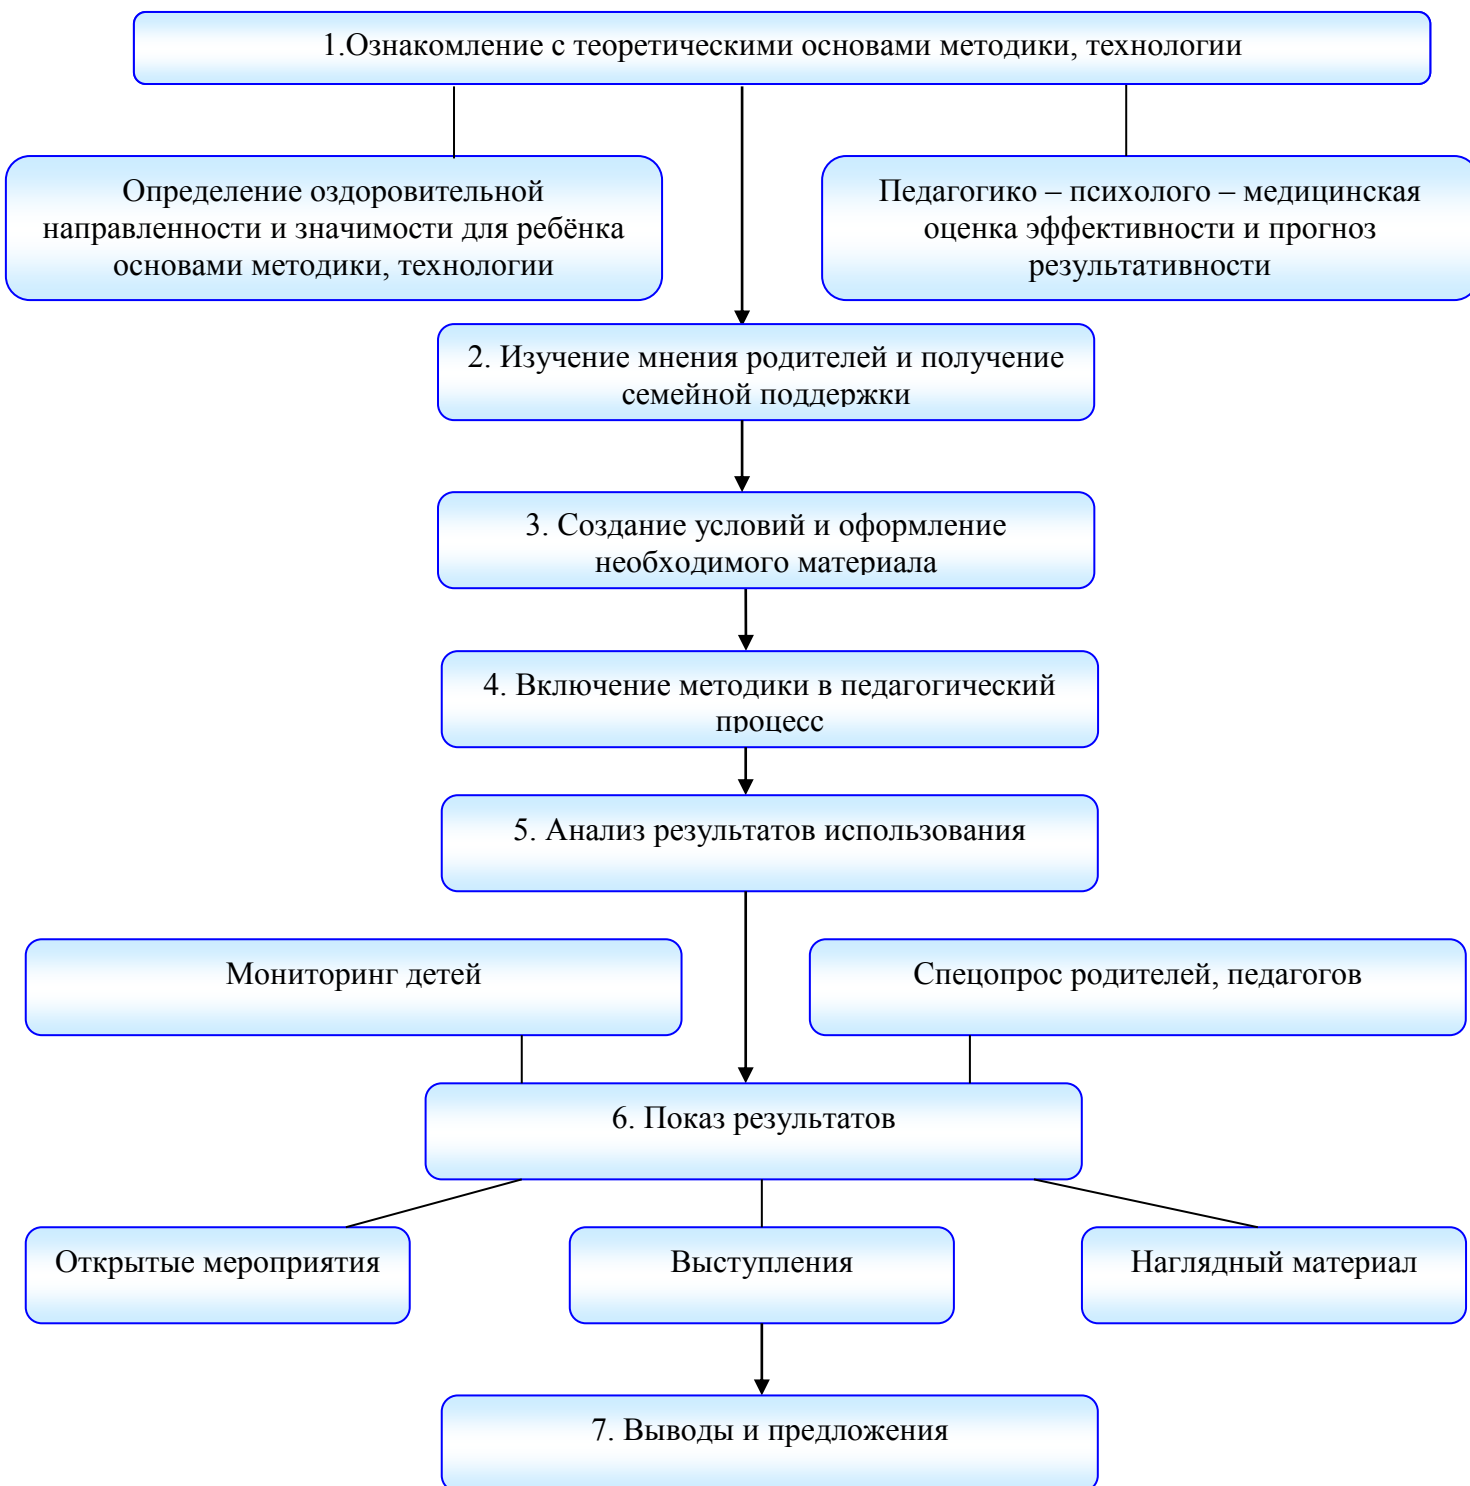 1.Ознакомление с теоретическими основами методики, технологии
Определение оздоровительной
направленности и значимости для ребёнка
основами методики, технологии
Педагогико – психолого – медицинская
оценка эффективности и прогноз
результативности
2. Изучение мнения родителей и получение
семейной поддержки
3. Создание условий и оформление
необходимого материала
4. Включение методики в педагогический
процесс
5. Анализ результатов использования
Мониторинг детей
Спецопрос родителей, педагогов
6. Показ результатов
Открытые мероприятия
Выступления
Наглядный материал
7. Выводы и предложения